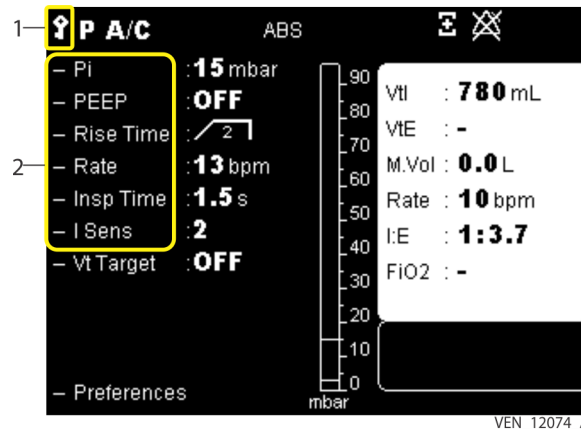 1
P A/C
ABS
– Pi :15 mbar
– PEEP :OFF
– Rise Time : 2
– Rate :13 bpm
– Insp Time :1.5 s
– I Sens :2
– Vt Target :OFF
– Preferences
2
90
80
70
60
50
40
30
20
10
0
mbar
VtI : 780 mL
VtE : -
M.Vol : 0.0 L
Rate : 10 bpm
I:E : 1:3.7
FiO2 : -
VEN 12074